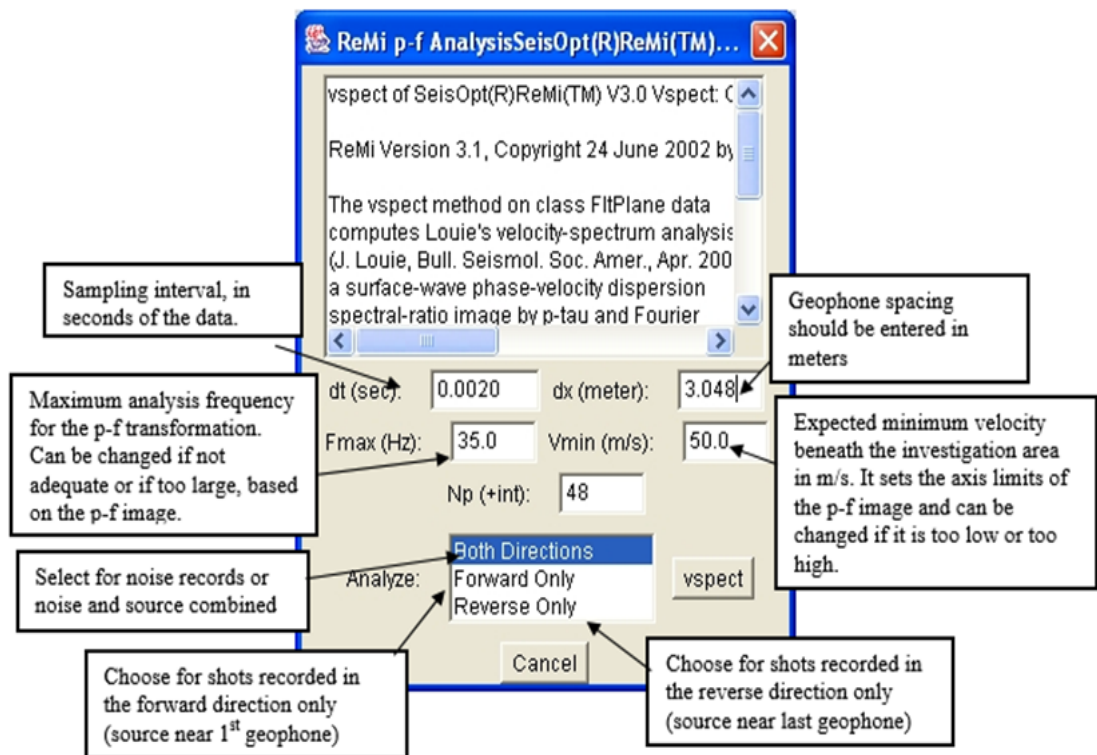 ReMi p-f AnalysisSeisOpt(R)ReMi(TM)...
vspect of SeisOpt(R)ReMi(TM) V3.0 Vspect:
ReMi Version 3.1, Copyright 24 June 2002 by
The vspect method on class FltPlane data
computes Louie's velocity-spectrum analysis
(J. Louie, Bull. Seismol. Soc. Amer., Apr. 200
a surface-wave phase-velocity dispersion
spectral-ratio image by p-tau and Fourier
Sampling interval, in
seconds of the data.
Geophone spacing
should be entered in
meters
dt (sec): 0.0020 dx (meter): 3.048
Maximum analysis frequency
for the p-f transformation.
Can be changed if not
adequate or if too large, based
on the p-f image.
Fmax (Hz): 35.0 Vmin (m/s): 50.0
Expected minimum velocity
beneath the investigation area
in m/s. It sets the axis limits of
the p-f image and can be
changed if it is too low or too
high.
Np (+int): 48
Select for noise records or
noise and source combined
Analyze:
Both Directions
Forward Only
Reverse Only
vspect
Cancel
Choose for shots recorded in
the forward direction only
(source near 1st geophone)
Choose for shots recorded in
the reverse direction only
(source near last geophone)